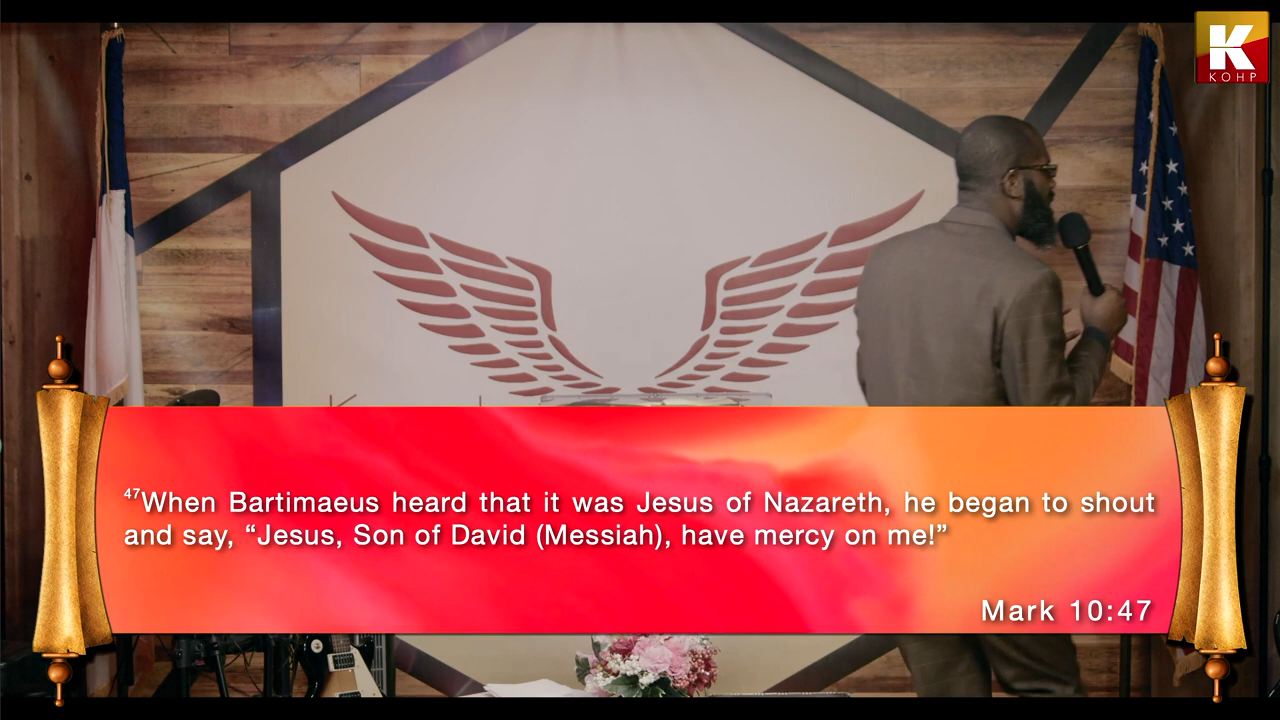 K
KOHP
⁴⁷When Bartimaeus heard that it was Jesus of Nazareth, he began to shout
and say, “Jesus, Son of David (Messiah), have mercy on me!”
Mark 10:47